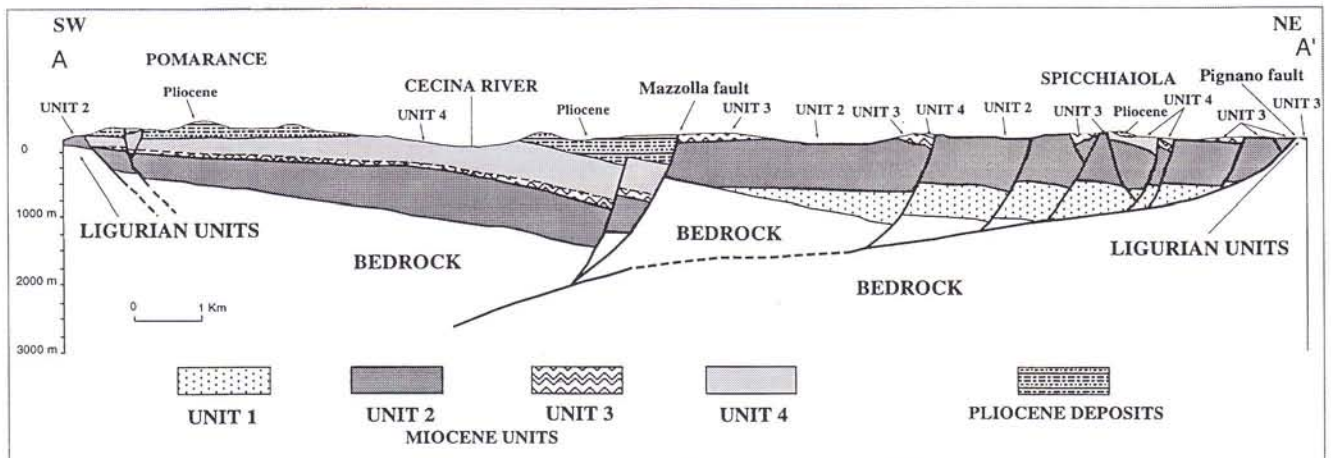 SW
NE
A
A'
POMARANCE
SPICCHIAIOLA
Pignano fault
CECINA RIVER
Mazzolla fault
UNIT 2
Pliocene
UNIT 4
Pliocene
UNIT 3
UNIT 2
UNIT 3
UNIT 4
UNIT 2
UNIT 3
Pliocene
UNIT 4
UNIT 3
UNIT 3
0
1000 m
2000 m
3000 m
LIGURIAN UNITS
BEDROCK
BEDROCK
BEDROCK
LIGURIAN UNITS
0 1 Km
UNIT 1
UNIT 2
UNIT 3
UNIT 4
PLIOCENE DEPOSITS
MIOCENE UNITS